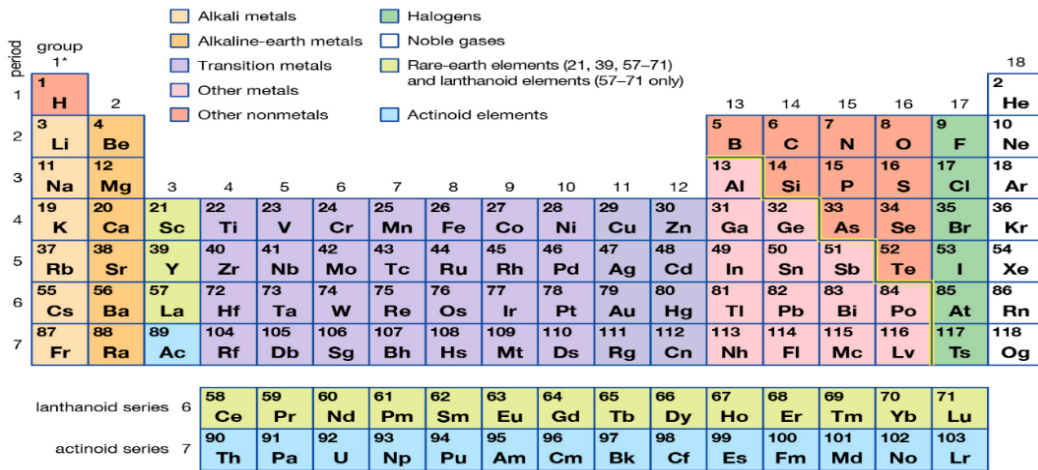 Alkali metals
Halogens
Alkaline-earth metals
Noble gases
Transition metals
Rare-earth elements (21, 39, 57–71)
and lanthanoid elements (57–71 only)
Other metals
Other nonmetals
Actinoid elements
period
group
1* 18
1 1 2
1 H 2 13 14 15 16 17 He
3 4 5 6 7 8 9 10
2 Li Be B C N O F Ne
11 12 13 14 15 16 17 18
3 Na Mg 3 4 5 6 7 8 9 10 11 12 Al Si P S Cl Ar
19 20 21 22 23 24 25 26 27 28 29 30 31 32 33 34 35 36
4 K Ca Sc Ti V Cr Mn Fe Co Ni Cu Zn Ga Ge As Se Br Kr
37 38 39 40 41 42 43 44 45 46 47 48 49 50 51 52 53 54
5 Rb Sr Y Zr Nb Mo Tc Ru Rh Pd Ag Cd In Sn Sb Te I Xe
55 56 57 72 73 74 75 76 77 78 79 80 81 82 83 84 85 86
6 Cs Ba La Hf Ta W Re Os Ir Pt Au Hg Tl Pb Bi Po At Rn
87 88 89 104 105 106 107 108 109 110 111 112 113 114 115 116 117 118
7 Fr Ra Ac Rf Db Sg Bh Hs Mt Ds Rg Cn Nh Fl Mc Lv Ts Og
58 59 60 61 62 63 64 65 66 67 68 69 70 71
lanthanoid series 6 Ce Pr Nd Pm Sm Eu Gd Tb Dy Ho Er Tm Yb Lu
90 91 92 93 94 95 96 97 98 99 100 101 102 103
actinoid series 7 Th Pa U Np Pu Am Cm Bk Cf Es Fm Md No Lr